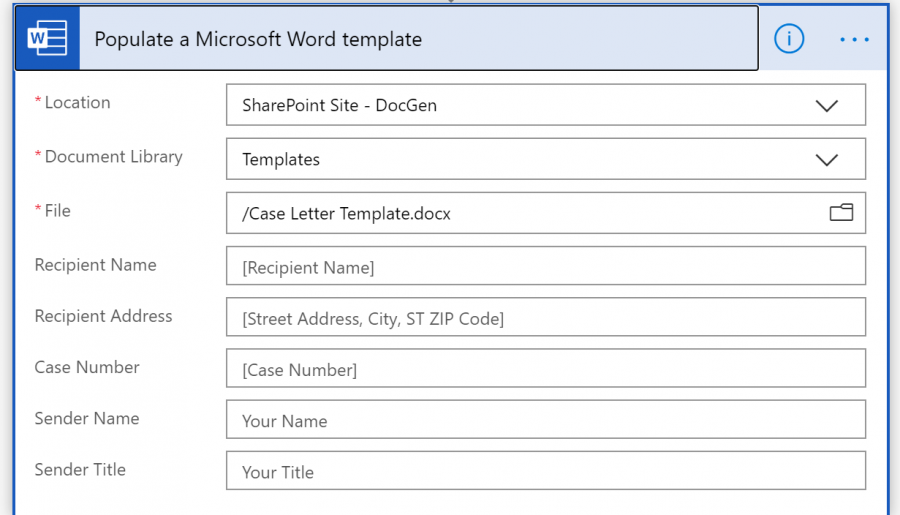 W Populate a Microsoft Word template i ...
* Location SharePoint Site - DocGen
* Document Library Templates
* File /Case Letter Template.docx
Recipient Name [Recipient Name]
Recipient Address [Street Address, City, ST ZIP Code]
Case Number [Case Number]
Sender Name Your Name
Sender Title Your Title